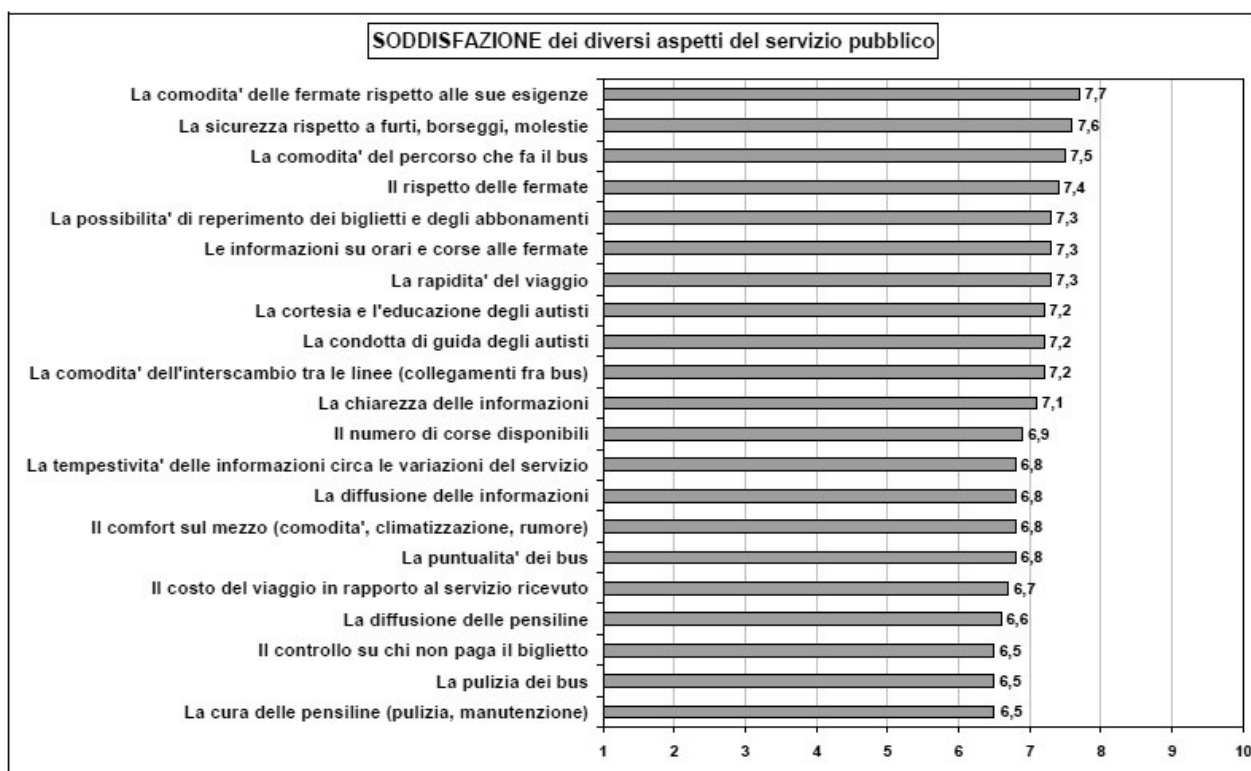 SODDISFAZIONE dei diversi aspetti del servizio pubblico
La comodita' delle fermate rispetto alle sue esigenze 7,7
La sicurezza rispetto a furti, borseggi, molestie 7,6
La comodita' del percorso che fa il bus 7,5
Il rispetto delle fermate 7,4
La possibilita' di reperimento dei biglietti e degli abbonamenti 7,3
Le informazioni su orari e corse alle fermate 7,3
La rapidita' del viaggio 7,3
La cortesia e l'educazione degli autisti 7,2
La condotta di guida degli autisti 7,2
La comodita' dell'interscambio tra le linee (collegamenti fra bus) 7,2
La chiarezza delle informazioni 7,1
Il numero di corse disponibili 6,9
La tempestivita' delle informazioni circa le variazioni del servizio 6,8
La diffusione delle informazioni 6,8
Il comfort sul mezzo (comodita', climatizzazione, rumore) 6,8
La puntualita' dei bus 6,8
Il costo del viaggio in rapporto al servizio ricevuto 6,7
La diffusione delle pensiline 6,6
Il controllo su chi non paga il biglietto 6,5
La pulizia dei bus 6,5
La cura delle pensiline (pulizia, manutenzione) 6,5
1 2 3 4 5 6 7 8 9 10